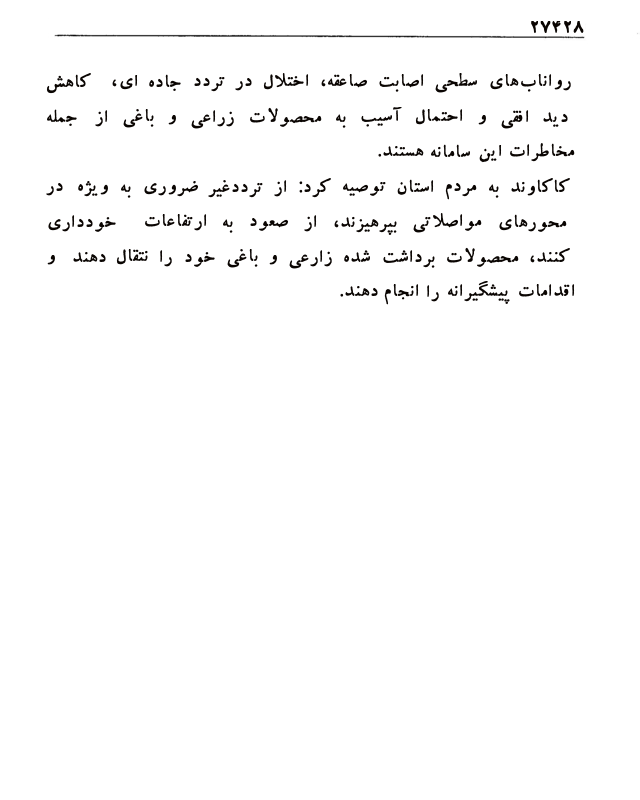 ۲۷۴۲۸
رواناب‌های سطحی اصابت صاعقه، اختلال در تردد جاده ای، کاهش
دید افقی و احتمال آسیب به محصولات زراعی و باغی از جمله
مخاطرات این سامانه هستند.
کاکاوند به مردم استان توصیه کرد: از ترددغیر ضروری به ویژه در
محورهای مواصلاتی بپرهیزند، از صعود به ارتفاعات خودداری
کنند، محصولات برداشت شده زارعی و باغی خود را نتقال دهند و
اقدامات پیشگیرانه را انجام دهند.